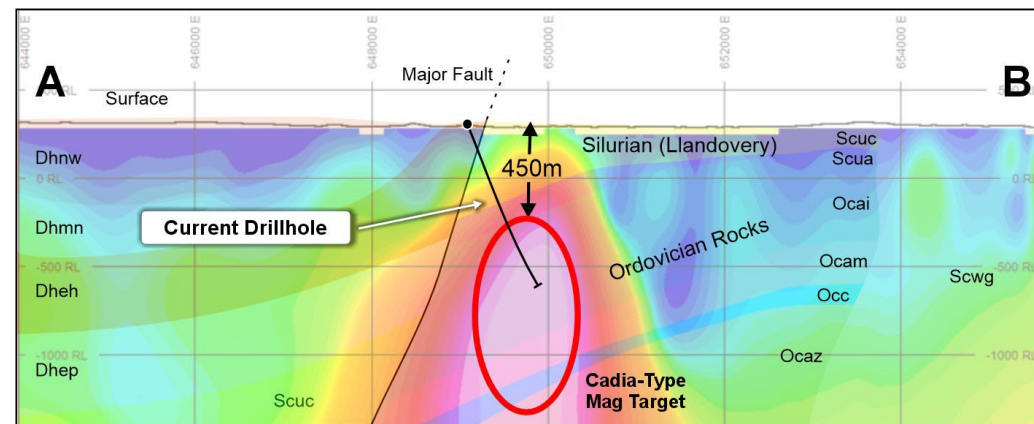 644000 E
646000 E
648000 E
650000 E
652000 E
654000 E
A
B
Major Fault
Surface
Silurian (Llandovery)
Scuc
Scua
450m
Dhnw
0 RL
0 RL
Ocai
Current Drillhole
Dhmn
Ordovician Rocks
-500 RL
-500 RL
Ocam
Scwg
Dheh
Occ
-1000 RL
-1000 RL
Dhep
Ocaz
Cadia-Type
Mag Target
Scuc